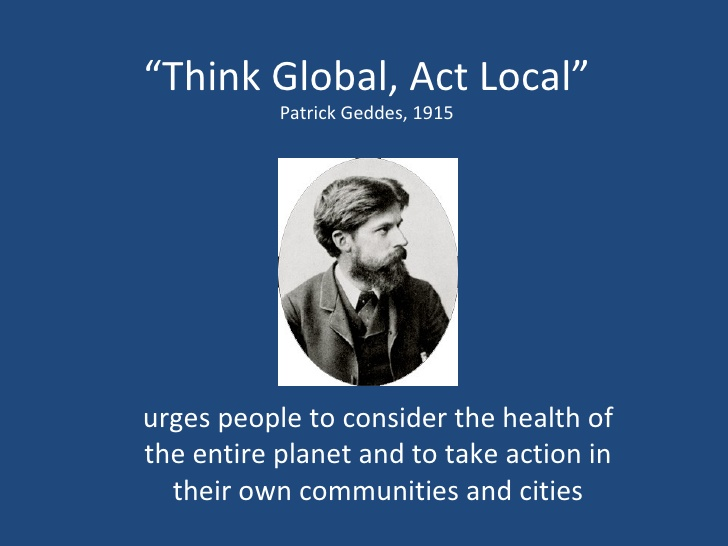 “Think Global, Act Local”
Patrick Geddes, 1915
urges people to consider the health of
the entire planet and to take action in
their own communities and cities